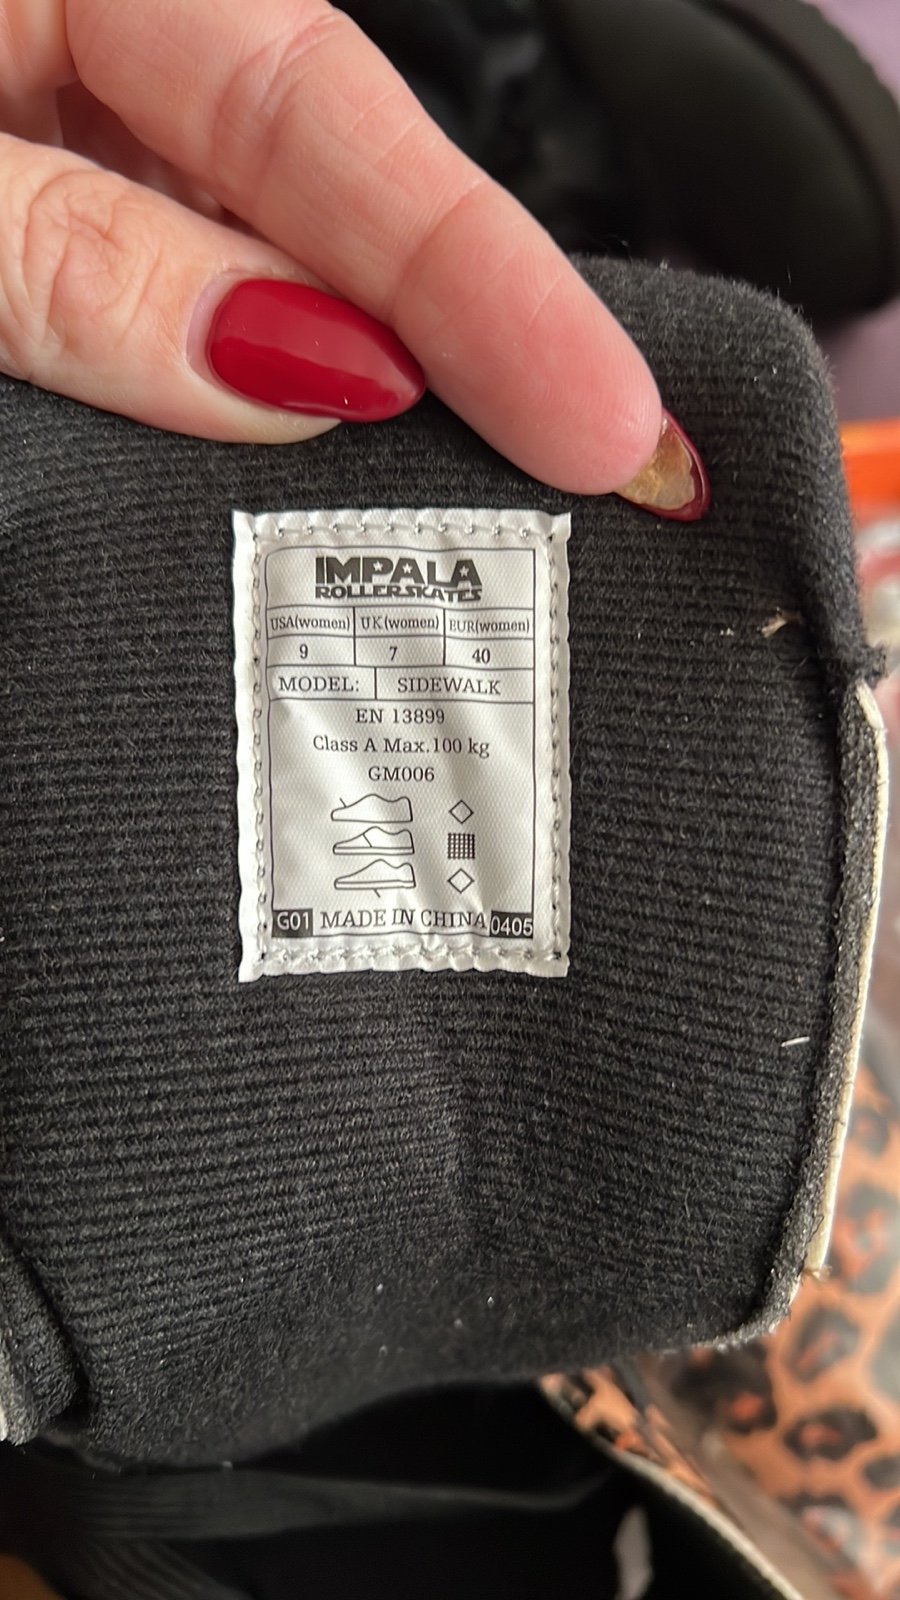 IMPALA
ROLLERSKATES
USA(women) UK(women) EUR(women)
9 7 40
MODEL: SIDEWALK
EN 13899
Class A Max.100 kg
GM006
G01 MADE IN CHINA 0405